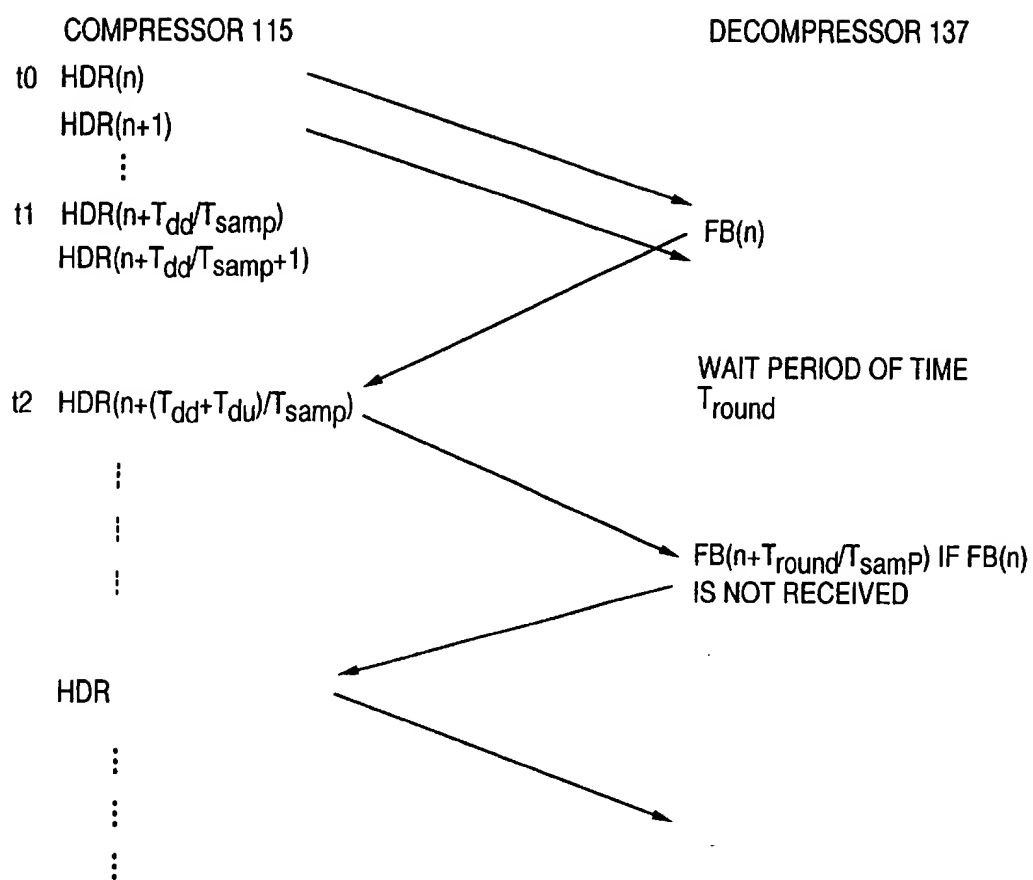 COMPRESSOR 115
DECOMPRESSOR 137
t0 HDR(n)
HDR(n+1)
t1 HDR(n+Tdd/Tsamp)
FB(n)
HDR(n+Tdd/Tsamp+1)
WAIT PERIOD OF TIME
Tround
t2 HDR(n+(Tdd+Tdu)/Tsamp)
FB(n+Tround/TsamP) IF FB(n)
IS NOT RECEIVED
HDR